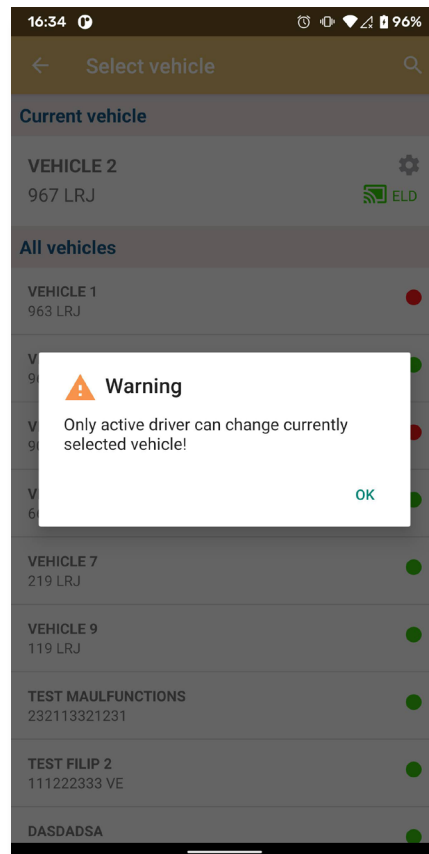 16:34
96%
Select vehicle
Current vehicle
VEHICLE 2
967 LRJ
ELD
All vehicles
VEHICLE 1
963 LRJ
Warning
Only active driver can change currently
selected vehicle!
OK
VEHICLE 7
219 LRJ
VEHICLE 9
119 LRJ
TEST MAULFUNCTIONS
232113321231
TEST FILIP 2
111222333 VE
DASDADSA